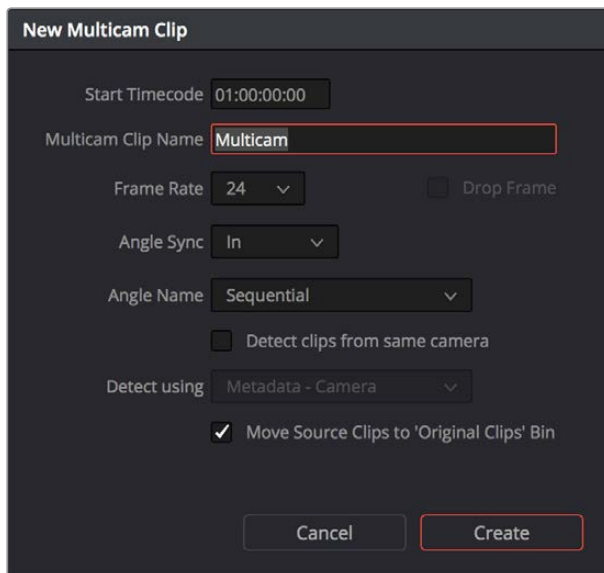 New Multicam Clip
Start Timecode 01:00:00:00
Multicam Clip Name Multicam
Frame Rate 24 Drop Frame
Angle Sync In
Angle Name Sequential
Detect clips from same camera
Detect using Metadata - Camera
Move Source Clips to 'Original Clips' Bin
Cancel Create